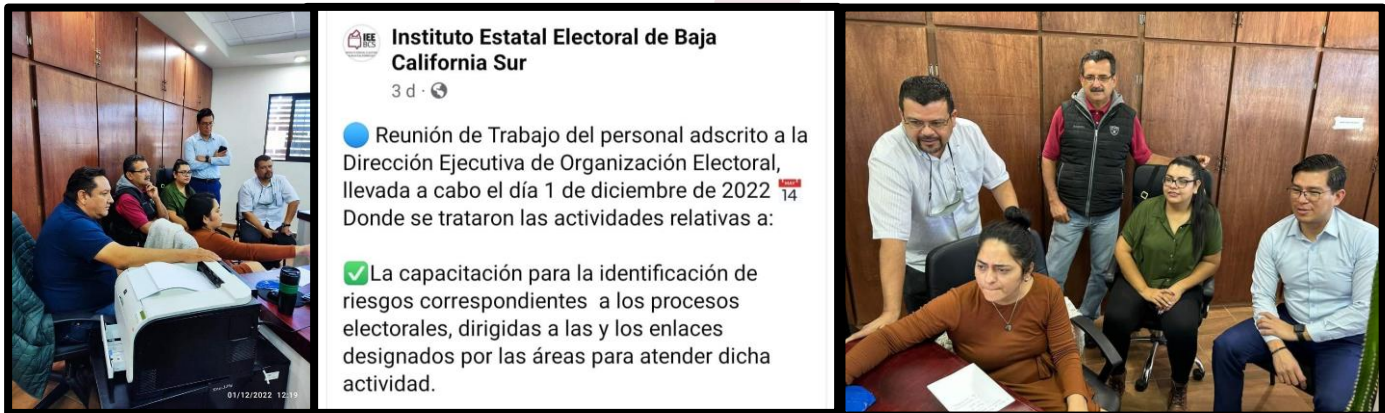 IEE
BCS
Instituto Estatal Electoral de Baja
California Sur
3 d ·
Reunión de Trabajo del personal adscrito a la
Dirección Ejecutiva de Organización Electoral,
llevada a cabo el día 1 de diciembre de 2022
14
Donde se trataron las actividades relativas a:
La capacitación para la identificación de
riesgos correspondientes a los procesos
electorales, dirigidas a las y los enlaces
designados por las áreas para atender dicha
actividad.
01/12/2022 12:19